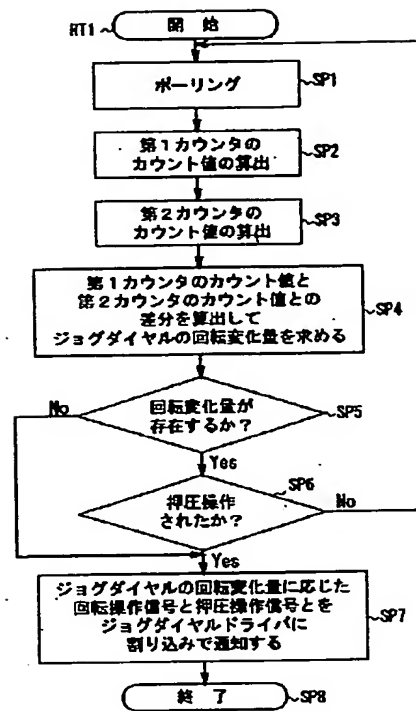 RT1
開始
ポーリング
SP1
第1カウンタの
カウント値の算出
SP2
第2カウンタの
カウント値の算出
SP3
第1カウンタのカウント値と
第2カウンタのカウント値との
差分を算出して
ジョグダイヤルの回転変化量を求める
SP4
No
回転変化量が
存在するか?
SP5
Yes
押圧操作
されたか?
SP6
No
Yes
ジョグダイヤルの回転変化量に応じた
回転操作信号と押圧操作信号とを
ジョグダイヤルドライバに
割り込みで通知する
SP7
終了
SP8